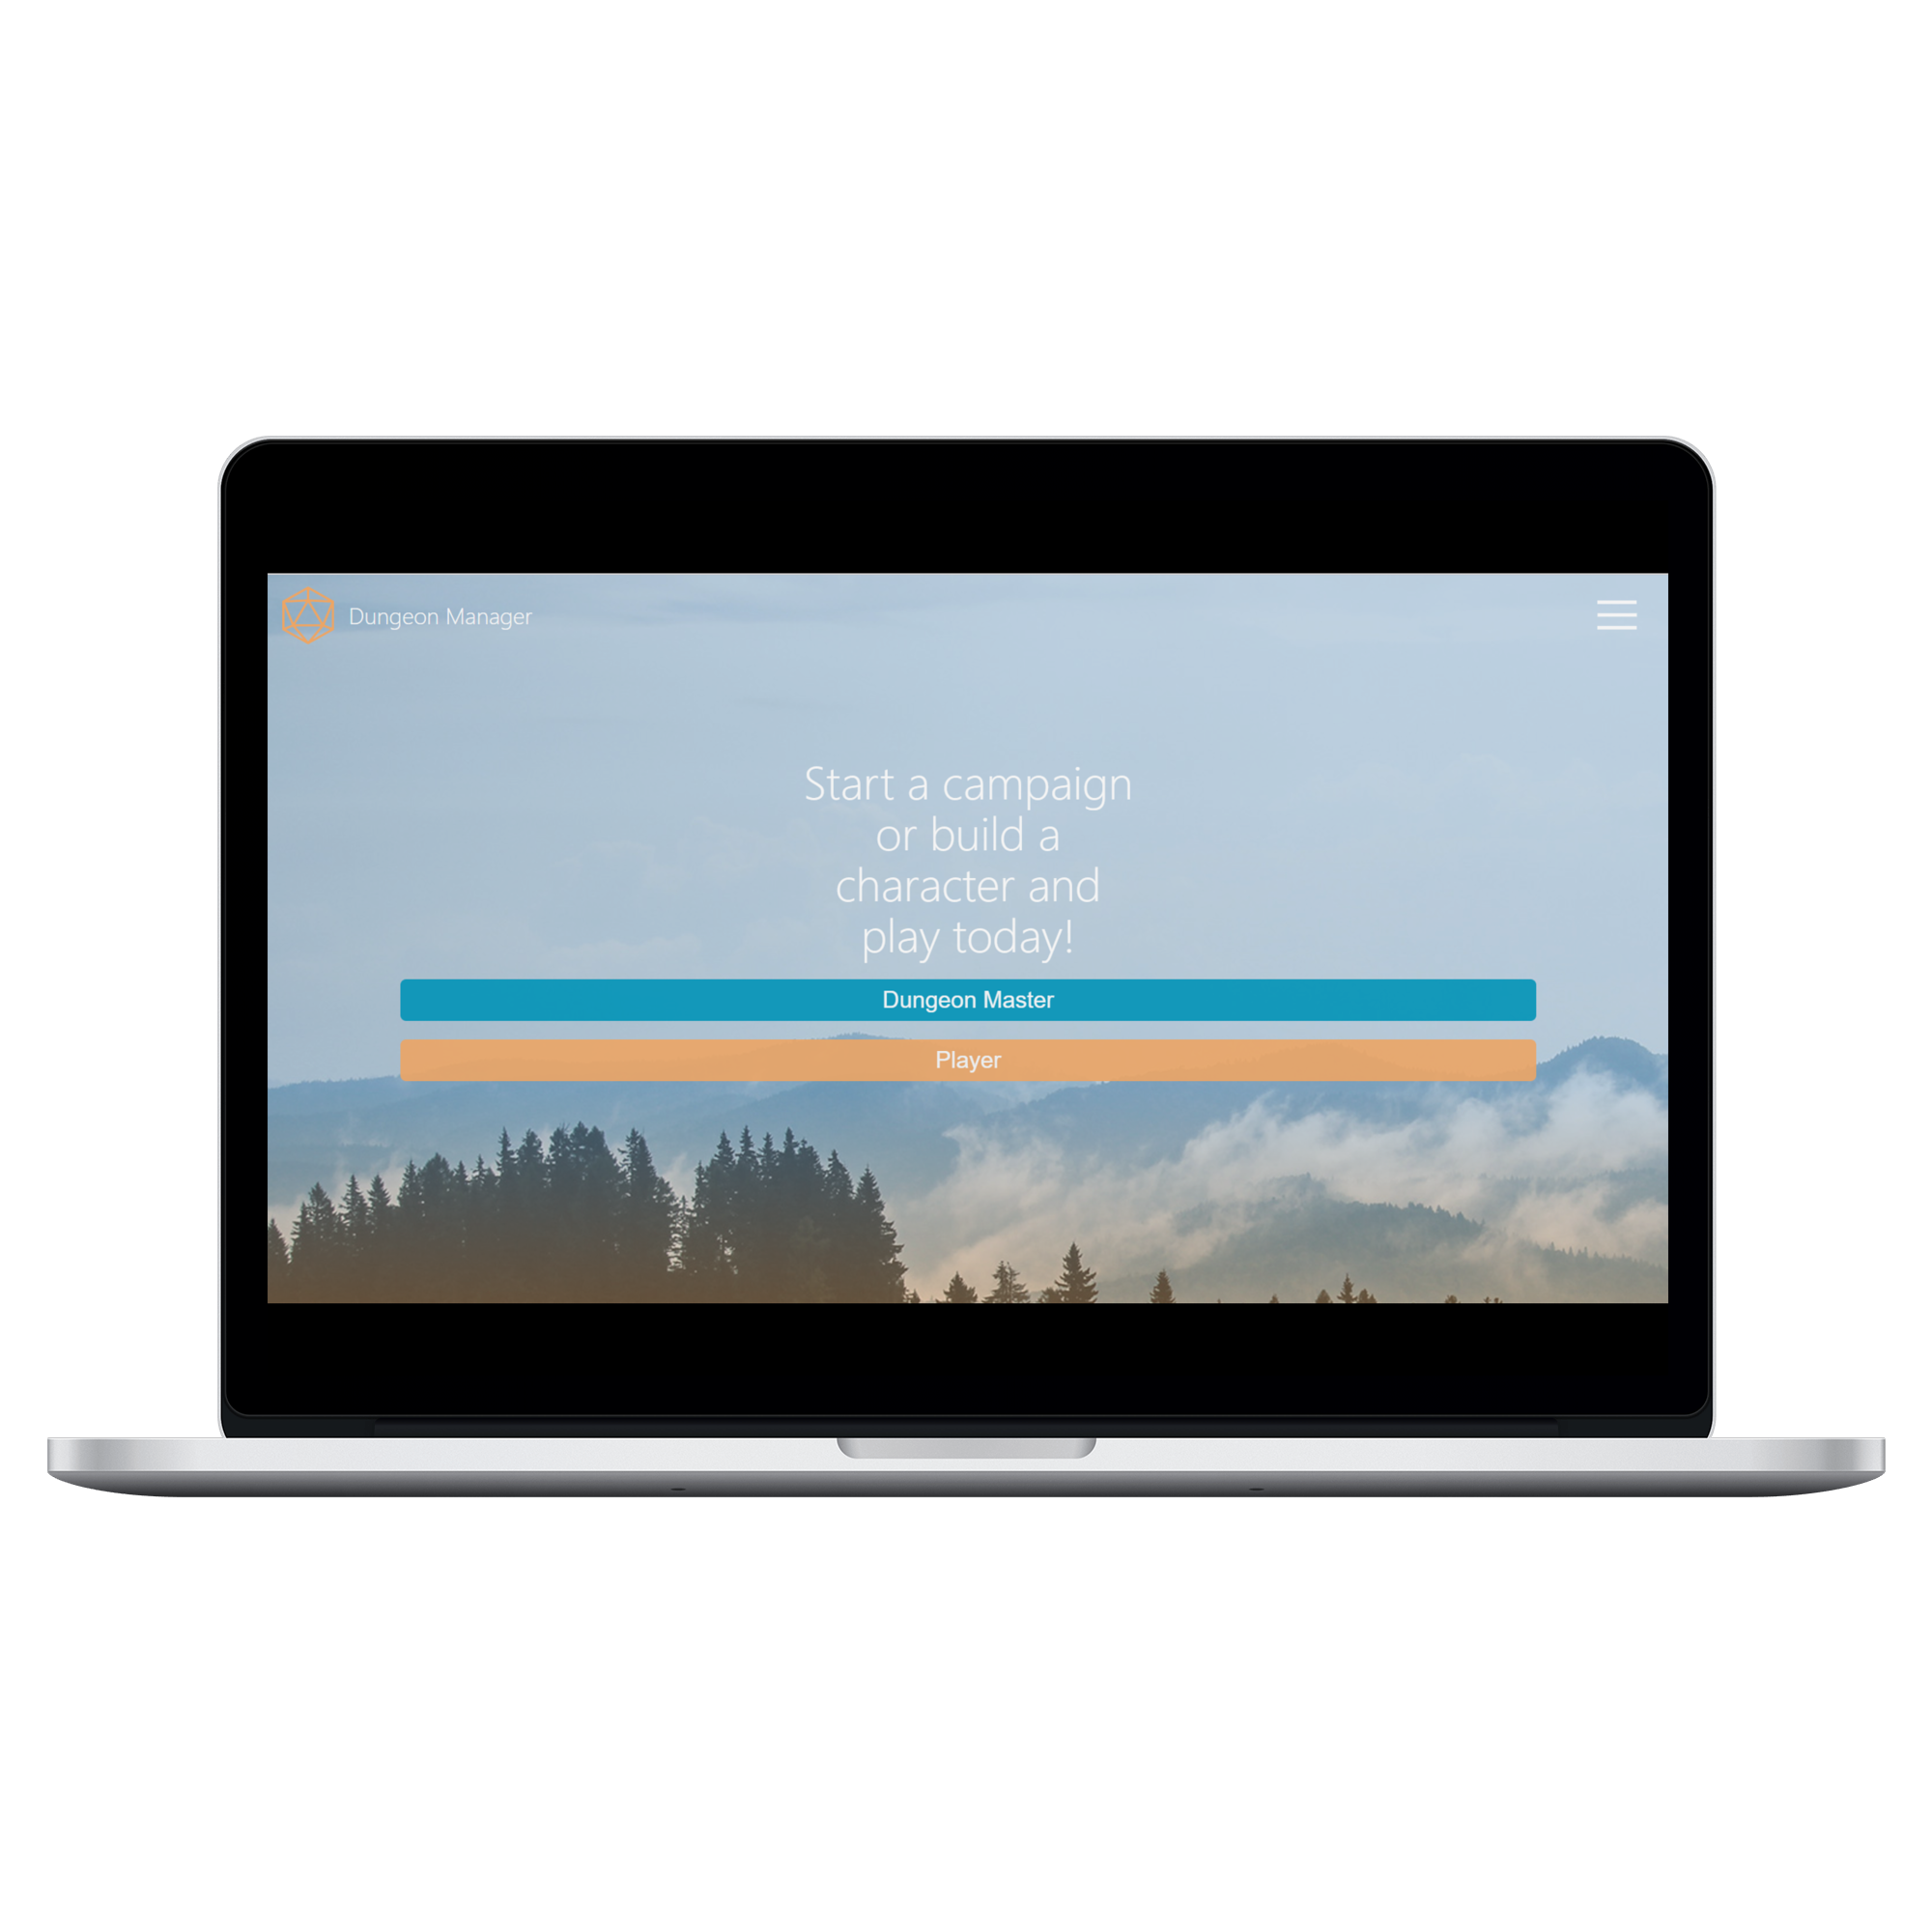 Dungeon Manager
Start a campaign
or build a
character and
play today!
Dungeon Master
Player